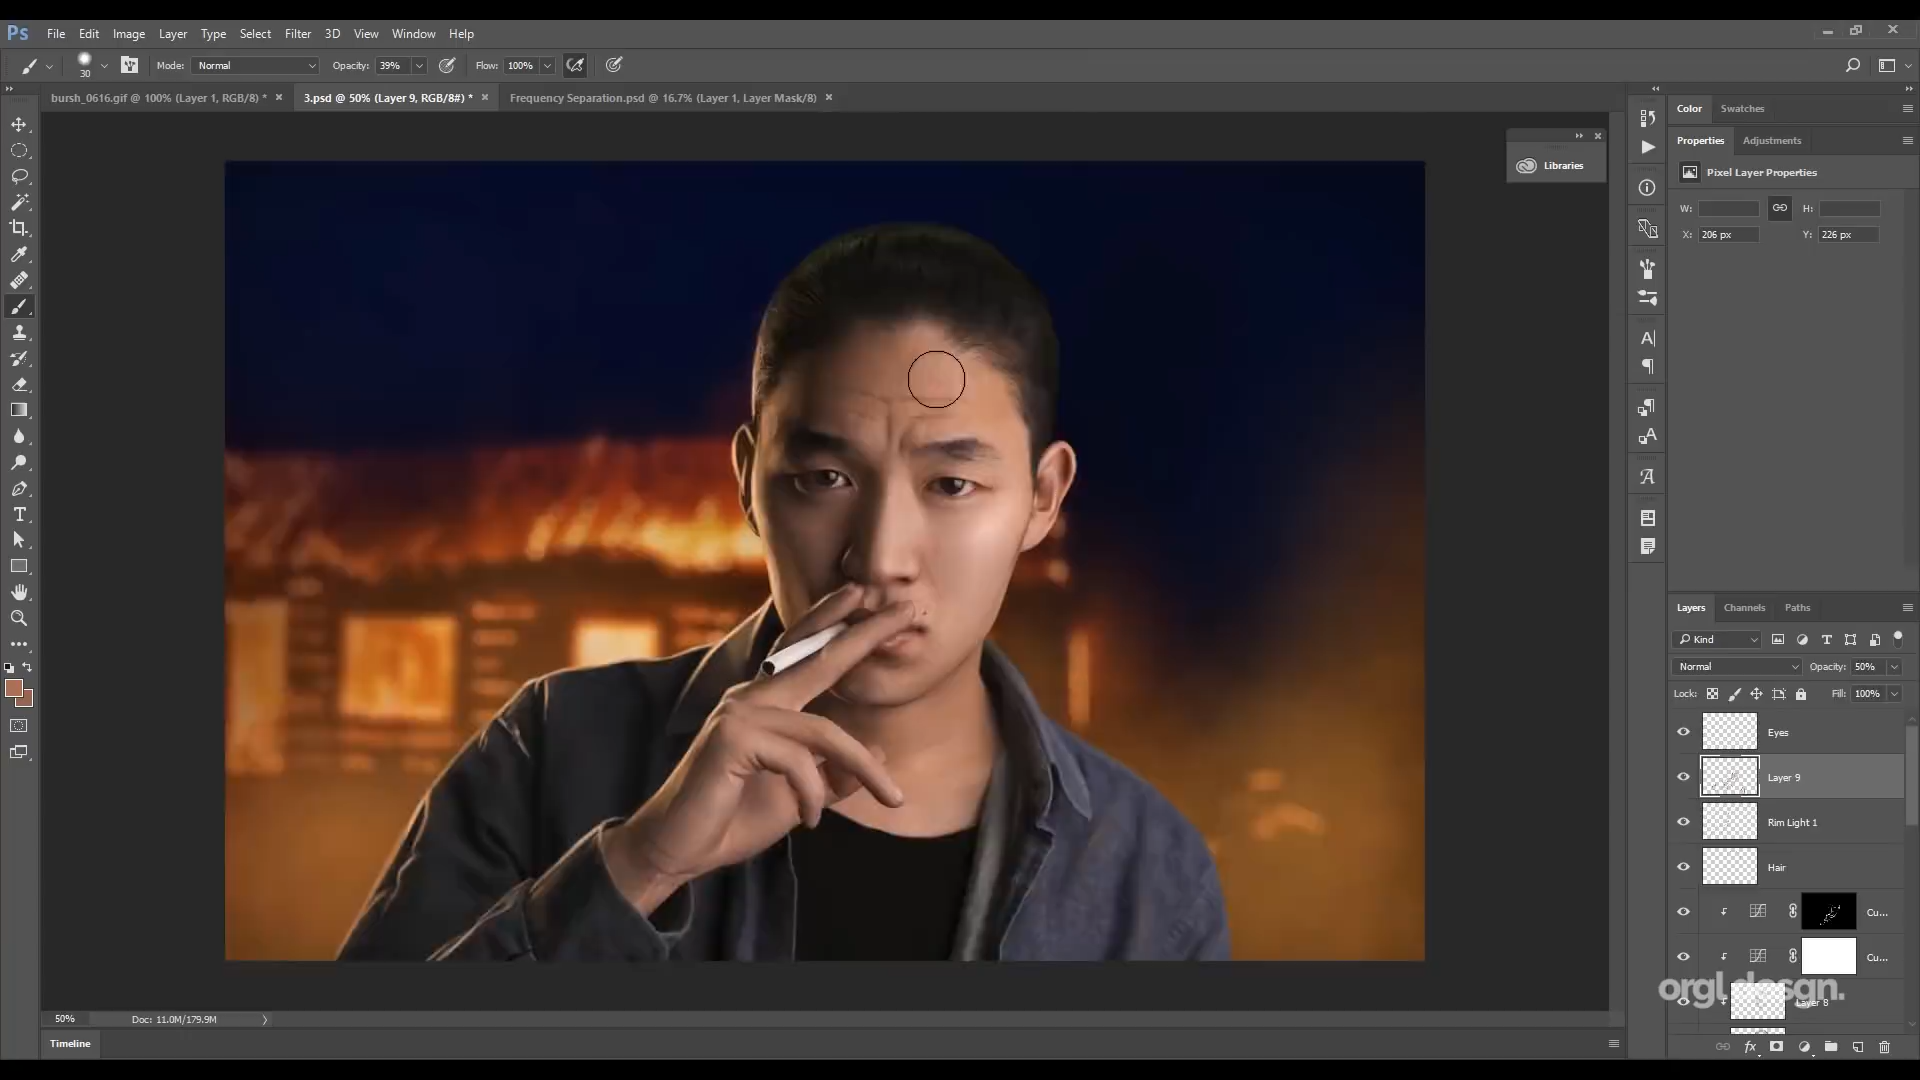 Ps File Edit Image Layer Type Select Filter 3D View Window Help
30 Mode: Normal Opacity: 39% Flow: 100%
bursh_0616.gif @ 100% (Layer 1, RGB/8) * 3.psd @ 50% (Layer 9, RGB/8#) * Frequency Separation.psd @ 16.7% (Layer 1, Layer Mask/8)
Color Swatches
Properties Adjustments
Libraries
Pixel Layer Properties
W: H:
X: 206 px Y: 226 px
Layers Channels Paths
Kind
Normal Opacity: 50%
Lock: Fill: 100%
Eyes
Layer 9
Rim Light 1
Hair
Cu...
Cu...
orgl desgn.
Layer 8
50% Doc: 11.0M/179.9M
Timeline